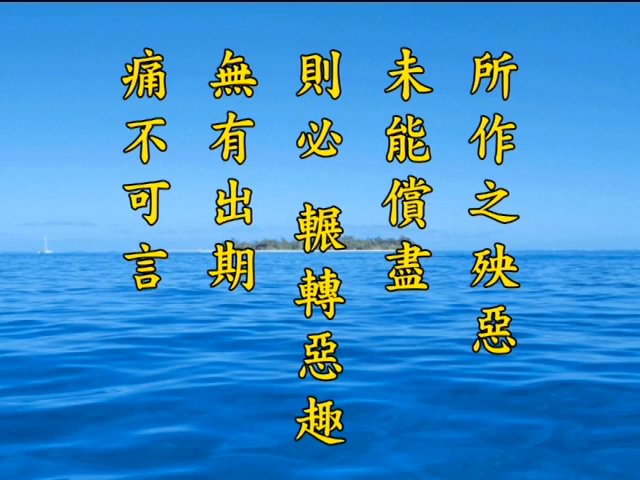 所作之殃惡
未能償盡
則必 輾轉惡趣
無有出期
痛不可言